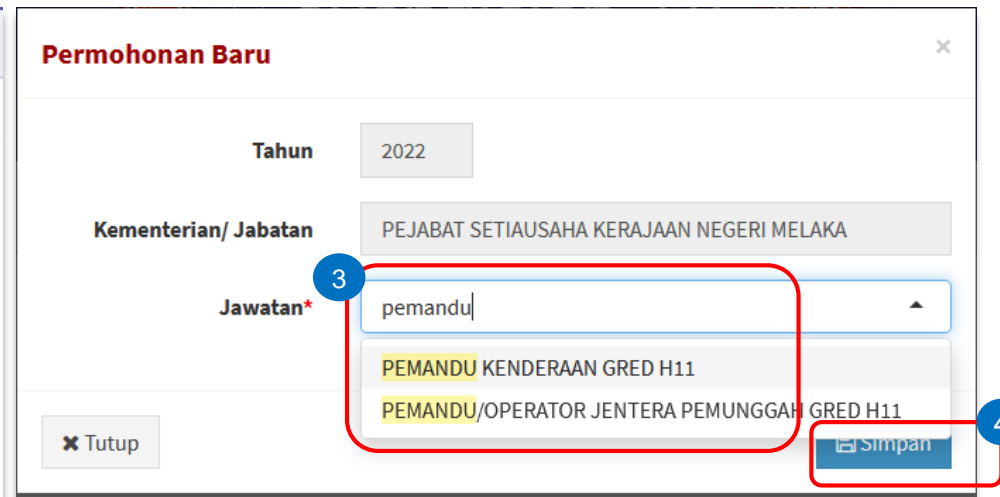 Permohonan Baru ×
Tahun 2022
Kementerian/ Jabatan PEJABAT SETIAUSAHA KERAJAAN NEGERI MELAKA
3
Jawatan* pemandu
PEMANDU KENDERAAN GRED H11
PEMANDU/OPERATOR JENTERA PEMUNGGAH GRED H11
4
✖ Tutup Simpan